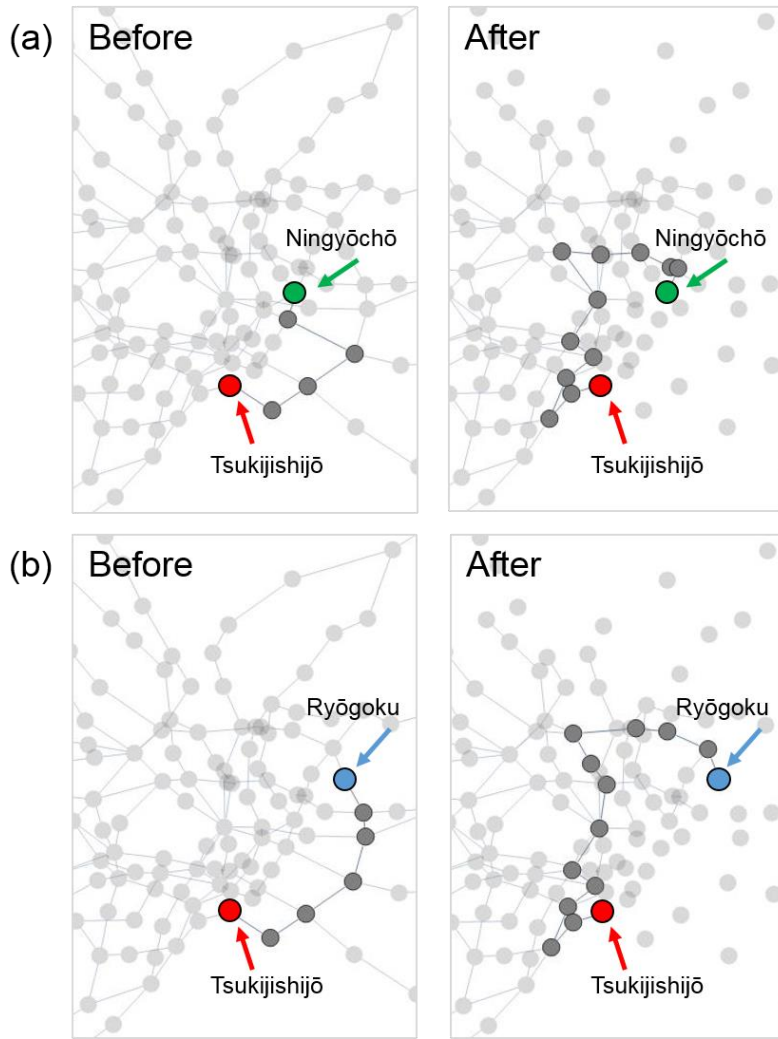 (a) Before After
Ningyōchō Ningyōchō
Tsukijishijō Tsukijishijō
(b) Before After
Ryōgoku Ryōgoku
Tsukijishijō Tsukijishijō